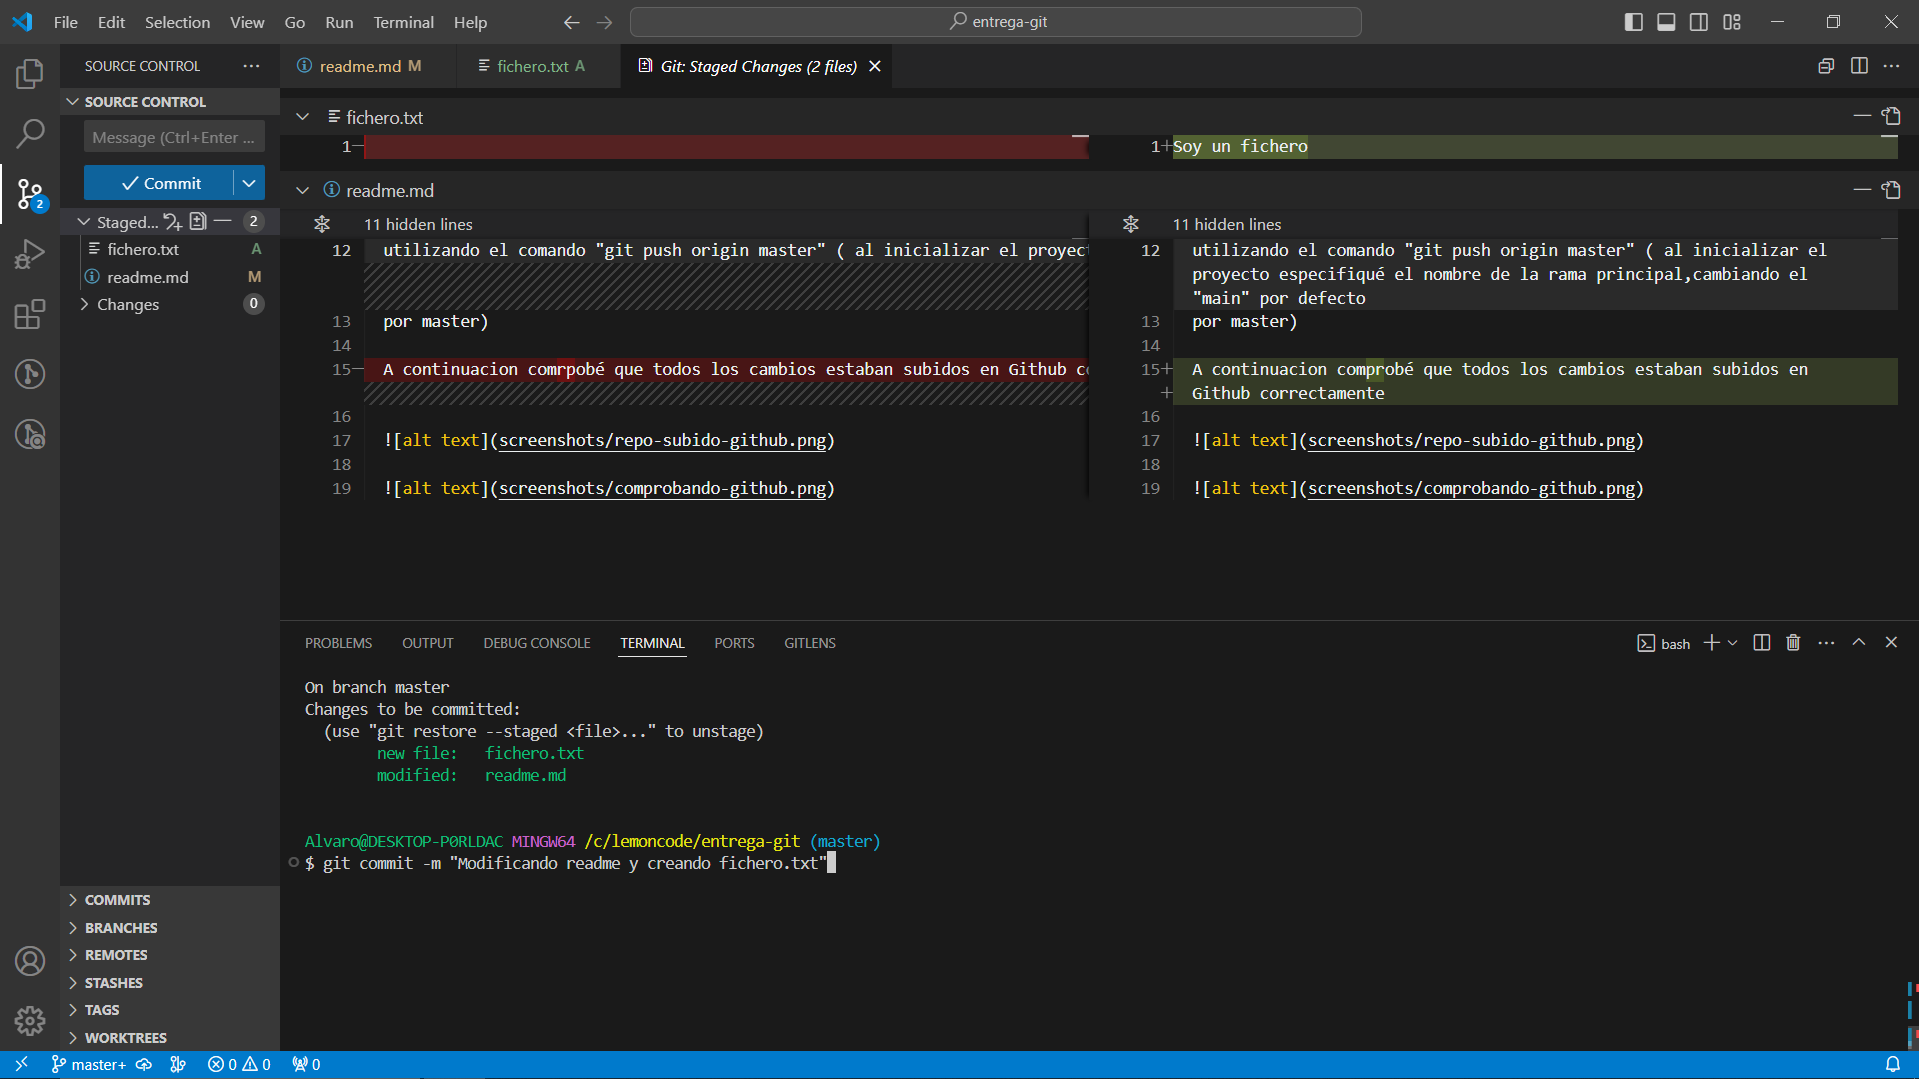 File Edit Selection View Go Run Terminal Help
entrega-git
SOURCE CONTROL
readme.md M
fichero.txt A
Git: Staged Changes (2 files)
SOURCE CONTROL
Message (Ctrl+Enter ...
Commit
Staged... 2
fichero.txt A
readme.md M
Changes 0
fichero.txt
1
1 + Soy un fichero
readme.md
11 hidden lines
11 hidden lines
12 utilizando el comando "git push origin master" ( al inicializar el proyect
13 por master)
14
15 — A continuacion comrpobé que todos los cambios estaban subidos en Github co
16
17 ![alt text](screenshots/repo-subido-github.png)
18
19 ![alt text](screenshots/comprobando-github.png)
12 utilizando el comando "git push origin master" ( al inicializar el
proyecto especifiqué el nombre de la rama principal,cambiando el
"main" por defecto
13 por master)
14
15 + A continuacion comprobé que todos los cambios estaban subidos en
+ Github correctamente
16
17 ![alt text](screenshots/repo-subido-github.png)
18
19 ![alt text](screenshots/comprobando-github.png)
PROBLEMS OUTPUT DEBUG CONSOLE TERMINAL PORTS GITLENS
bash
On branch master
Changes to be committed:
(use "git restore --staged <file>..." to unstage)
new file: fichero.txt
modified: readme.md
Alvaro@DESKTOP-P0RLDAC MINGW64 /c/lemoncode/entrega-git (master)
$ git commit -m "Modificando readme y creando fichero.txt"
COMMITS
BRANCHES
REMOTES
STASHES
TAGS
WORKTREES
2
master+ 0 0 0